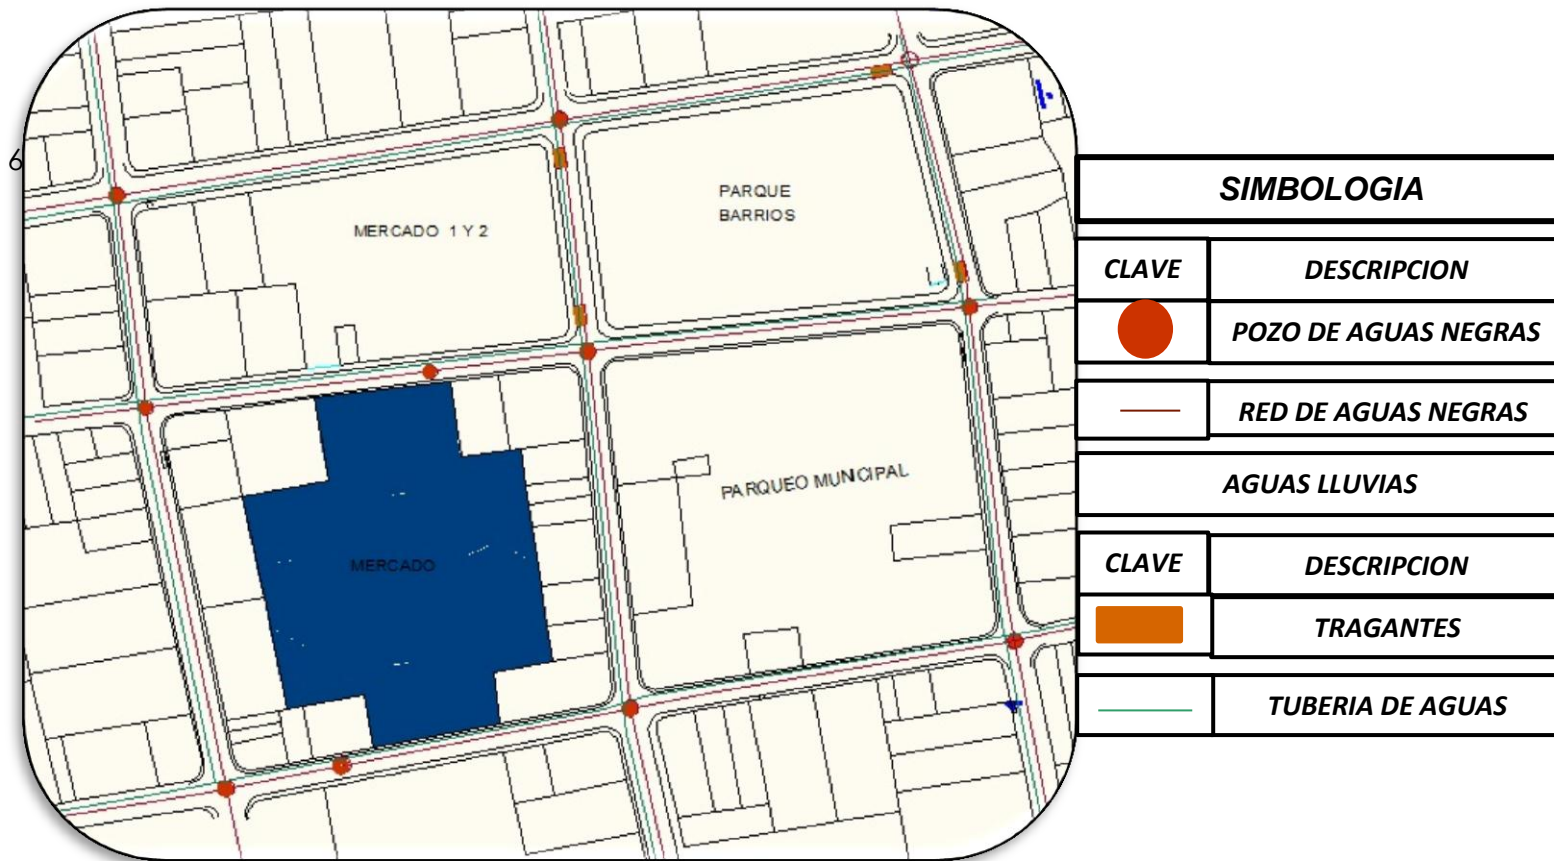 6
PARQUE
BARRIOS
MERCADO 1 Y 2
PARQUEO MUNICIPAL
MERCADO
SIMBOLOGIA
CLAVE DESCRIPCION
POZO DE AGUAS NEGRAS
RED DE AGUAS NEGRAS
AGUAS LLUVIAS
CLAVE DESCRIPCION
TRAGANTES
TUBERIA DE AGUAS